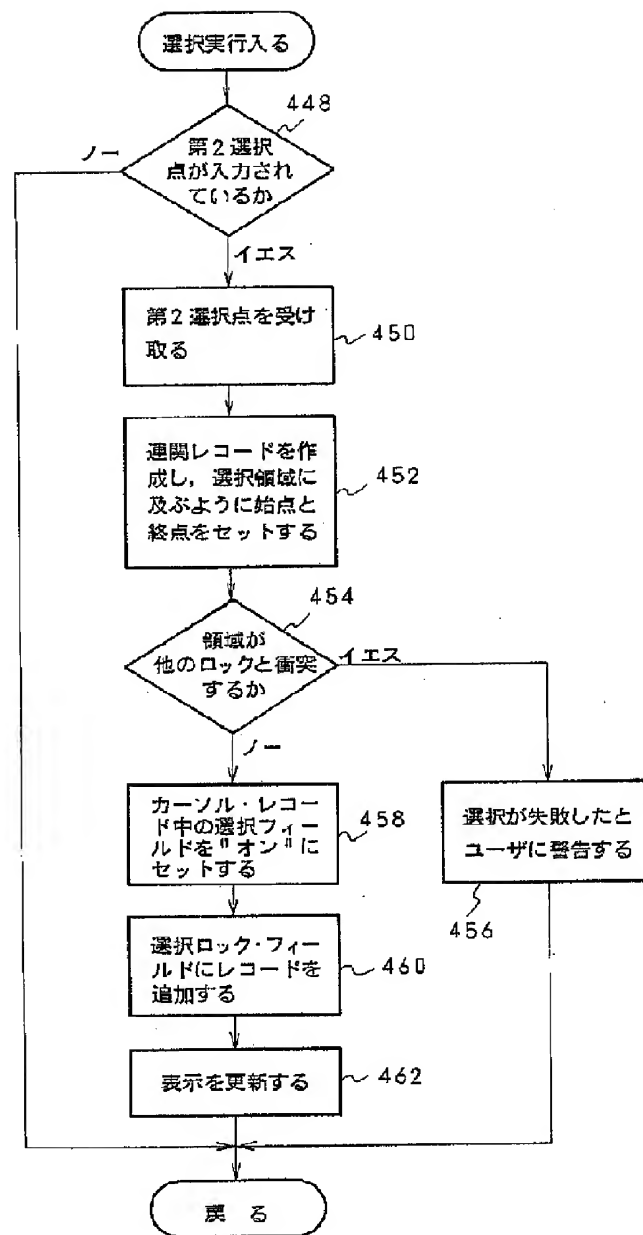 選択実行入る
448
ノー
第2選択
点が入力され
ているか
イエス
第2選択点を受け
取る
450
連関レコードを作
成し,選択領域に
及ぶように始点と
終点をセットする
452
454
領域が
他のロックと衝突
するか
イエス
ノー
カーソル・レコー
ド中の選択フィー
ルドを"オン"に
セットする
458
選択が失敗したと
ユーザに警告する
456
選択ロック・フィー
ルドにレコードを
追加する
460
表示を更新する
462
戻る